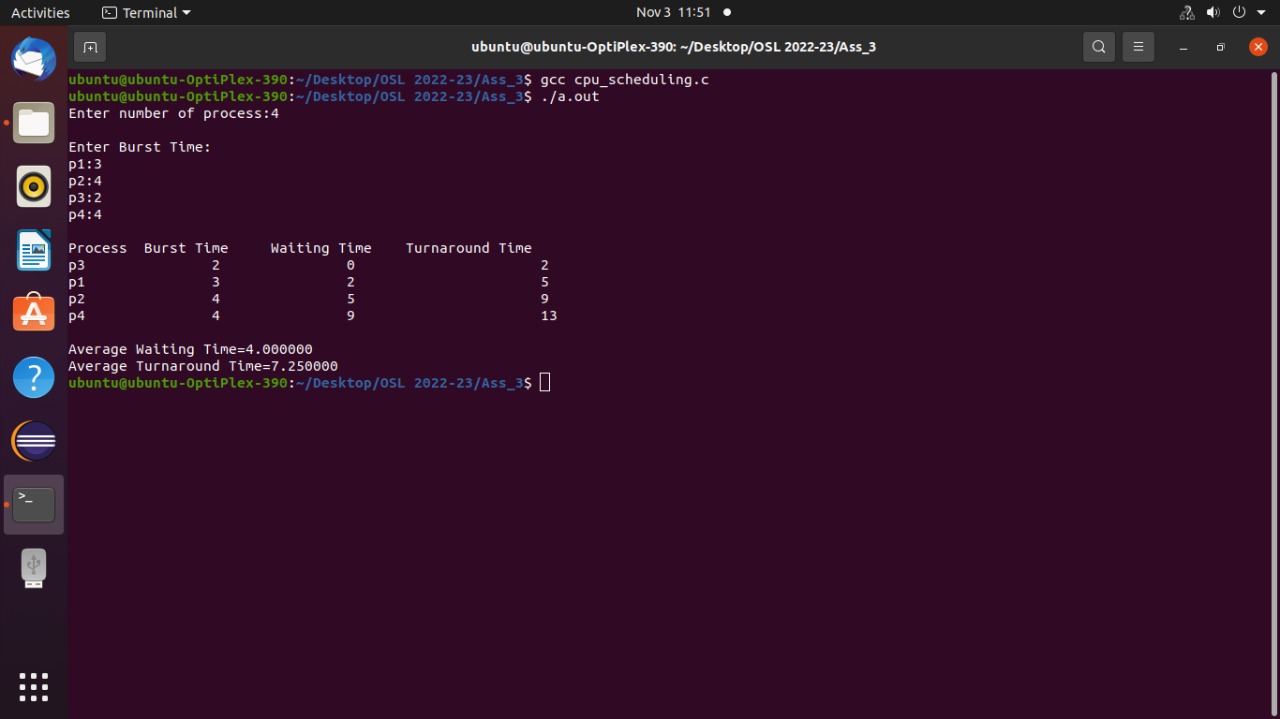 Activities Terminal Nov 3 11:51
ubuntu@ubuntu-OptiPlex-390: ~/Desktop/OSL 2022-23/Ass_3
ubuntu@ubuntu-OptiPlex-390:~/Desktop/OSL 2022-23/Ass_3$ gcc cpu_scheduling.c
ubuntu@ubuntu-OptiPlex-390:~/Desktop/OSL 2022-23/Ass_3$ ./a.out
Enter number of process:4
Enter Burst Time:
p1:3
p2:4
p3:2
p4:4
Process Burst Time Waiting Time Turnaround Time
p3 2 0 2
p1 3 2 5
p2 4 5 9
p4 4 9 13
Average Waiting Time=4.000000
Average Turnaround Time=7.250000
ubuntu@ubuntu-OptiPlex-390:~/Desktop/OSL 2022-23/Ass_3$